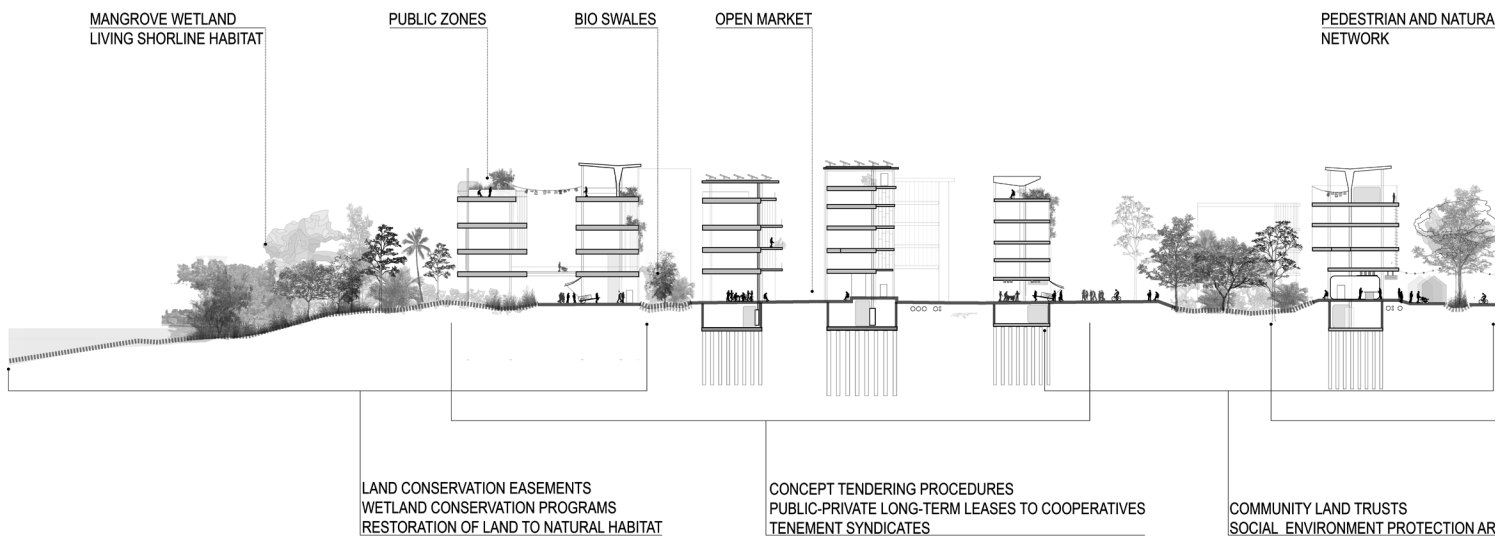 MANGROVE WETLAND
LIVING SHORLINE HABITAT
PUBLIC ZONES
BIO SWALES
OPEN MARKET
PEDESTRIAN AND NATURA
NETWORK
LAND CONSERVATION EASEMENTS
WETLAND CONSERVATION PROGRAMS
RESTORATION OF LAND TO NATURAL HABITAT
CONCEPT TENDERING PROCEDURES
PUBLIC-PRIVATE LONG-TERM LEASES TO COOPERATIVES
TENEMENT SYNDICATES
COMMUNITY LAND TRUSTS
SOCIAL ENVIRONMENT PROTECTION AR